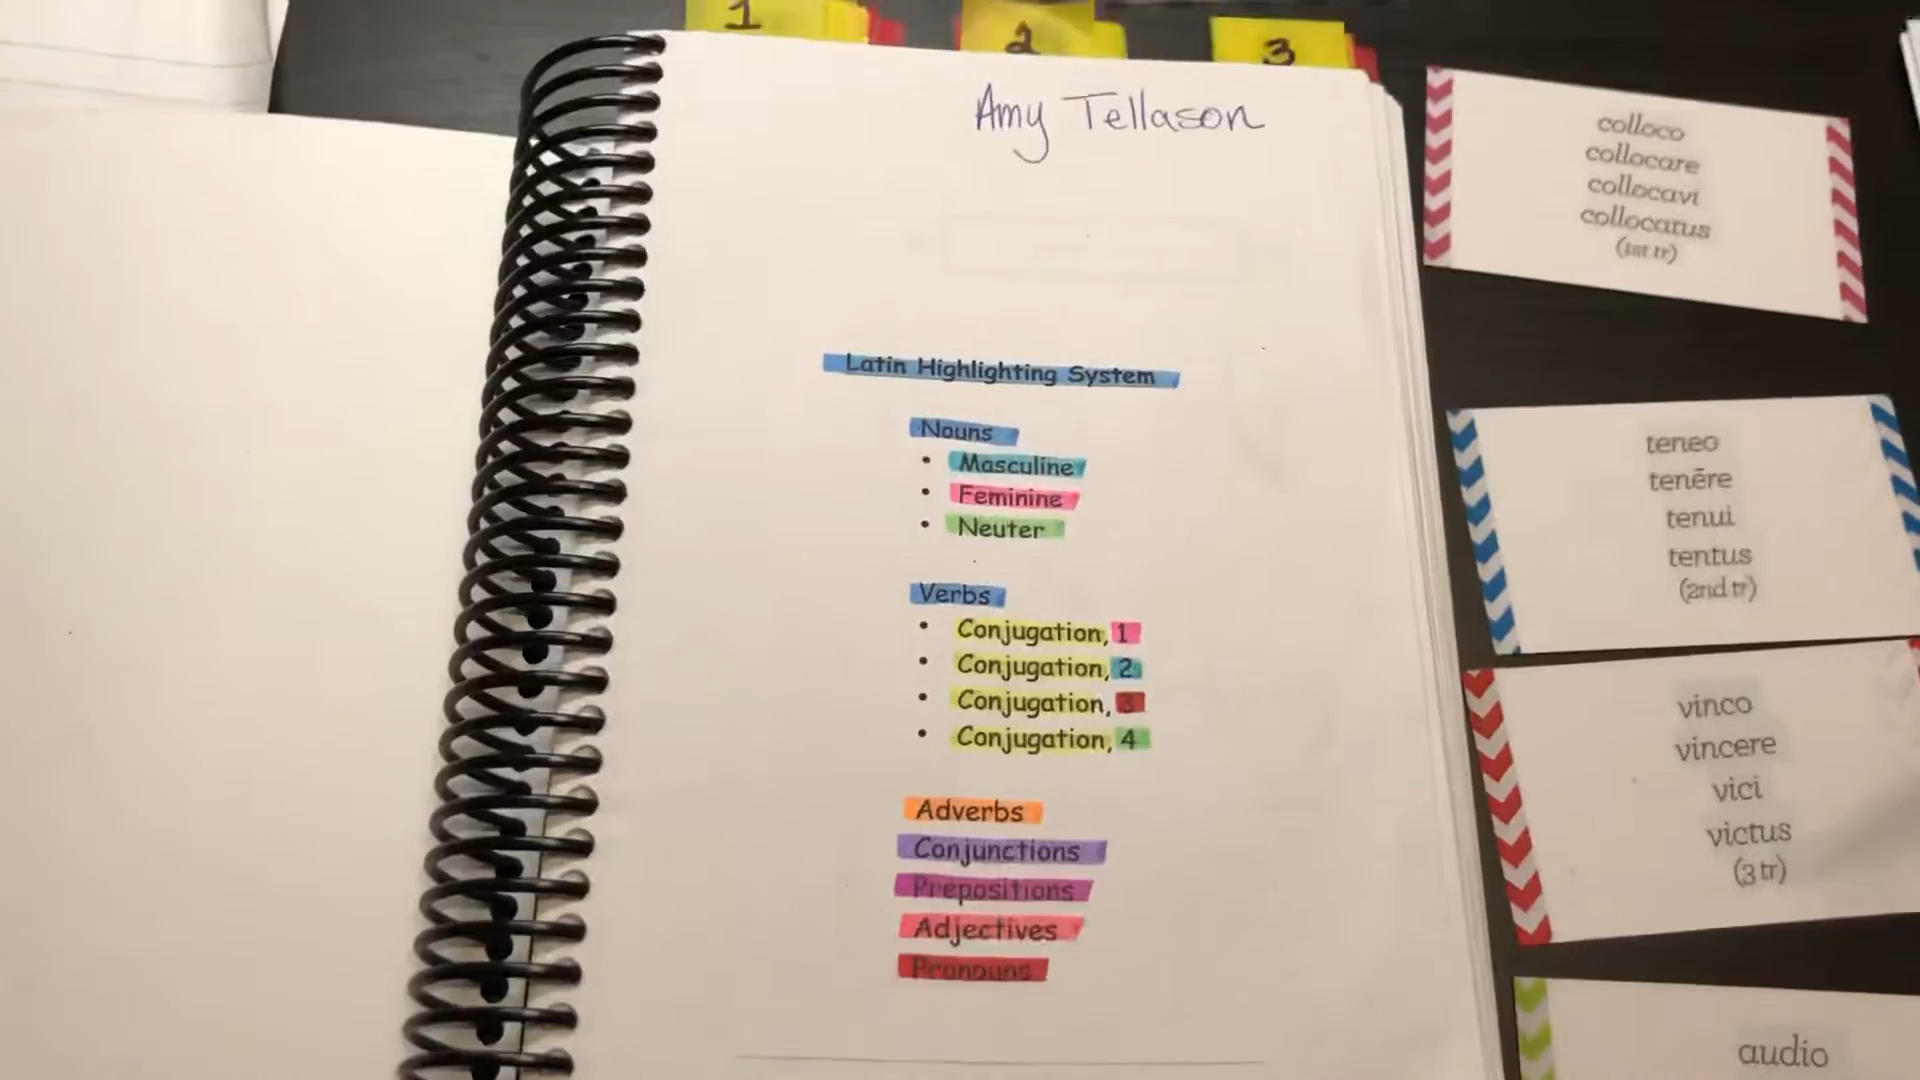 1
2
3
Amy Tellason
Latin Highlighting System
Nouns
• Masculine
• Feminine
• Neuter
Verbs
• Conjugation, 1
• Conjugation, 2
• Conjugation, 3
• Conjugation, 4
Adverbs
Conjunctions
Prepositions
Adjectives
Pronouns
colloco
collocare
collocavi
collocatus
(1st tr)
teneo
tenēre
tenui
tentus
(2nd tr)
vinco
vincere
vici
victus
(3 tr)
audio